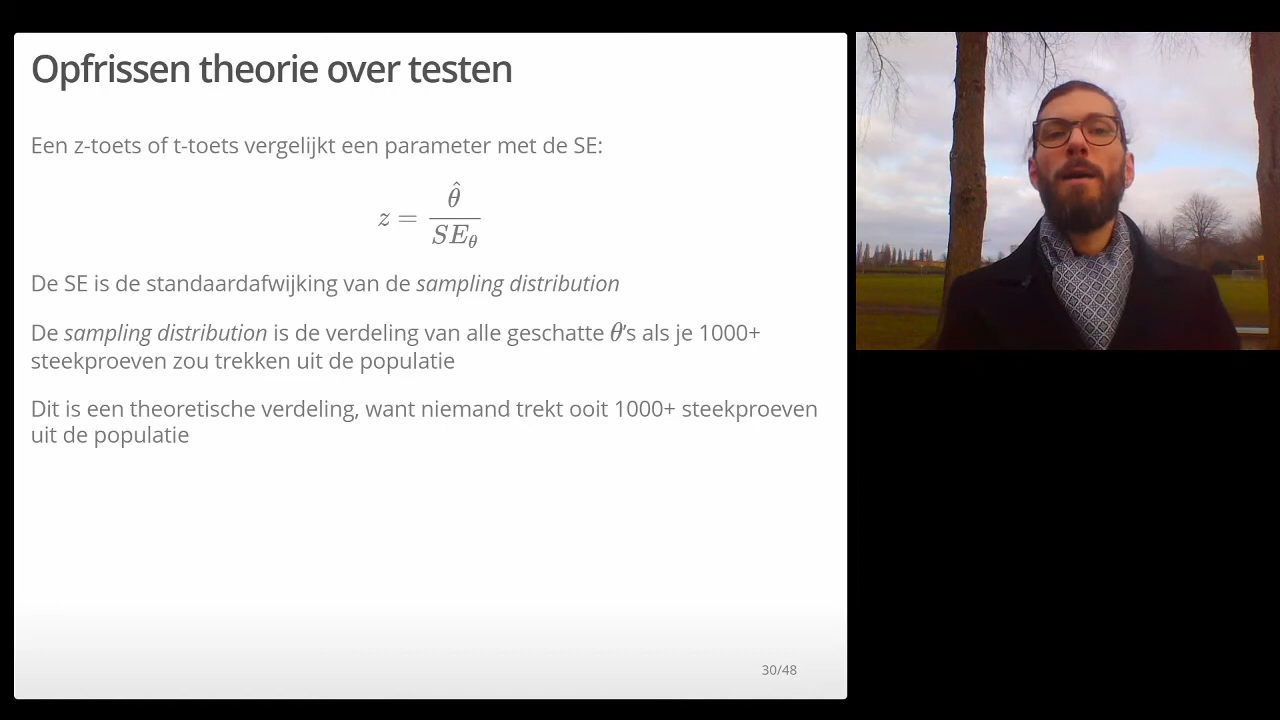 Opfrissen theorie over testen
Een z-toets of t-toets vergelijkt een parameter met de SE:
z = θ̂ / SE_θ
De SE is de standaardafwijking van de sampling distribution
De sampling distribution is de verdeling van alle geschatte θ's als je 1000+
steekproeven zou trekken uit de populatie
Dit is een theoretische verdeling, want niemand trekt ooit 1000+ steekproeven
uit de populatie
30/48